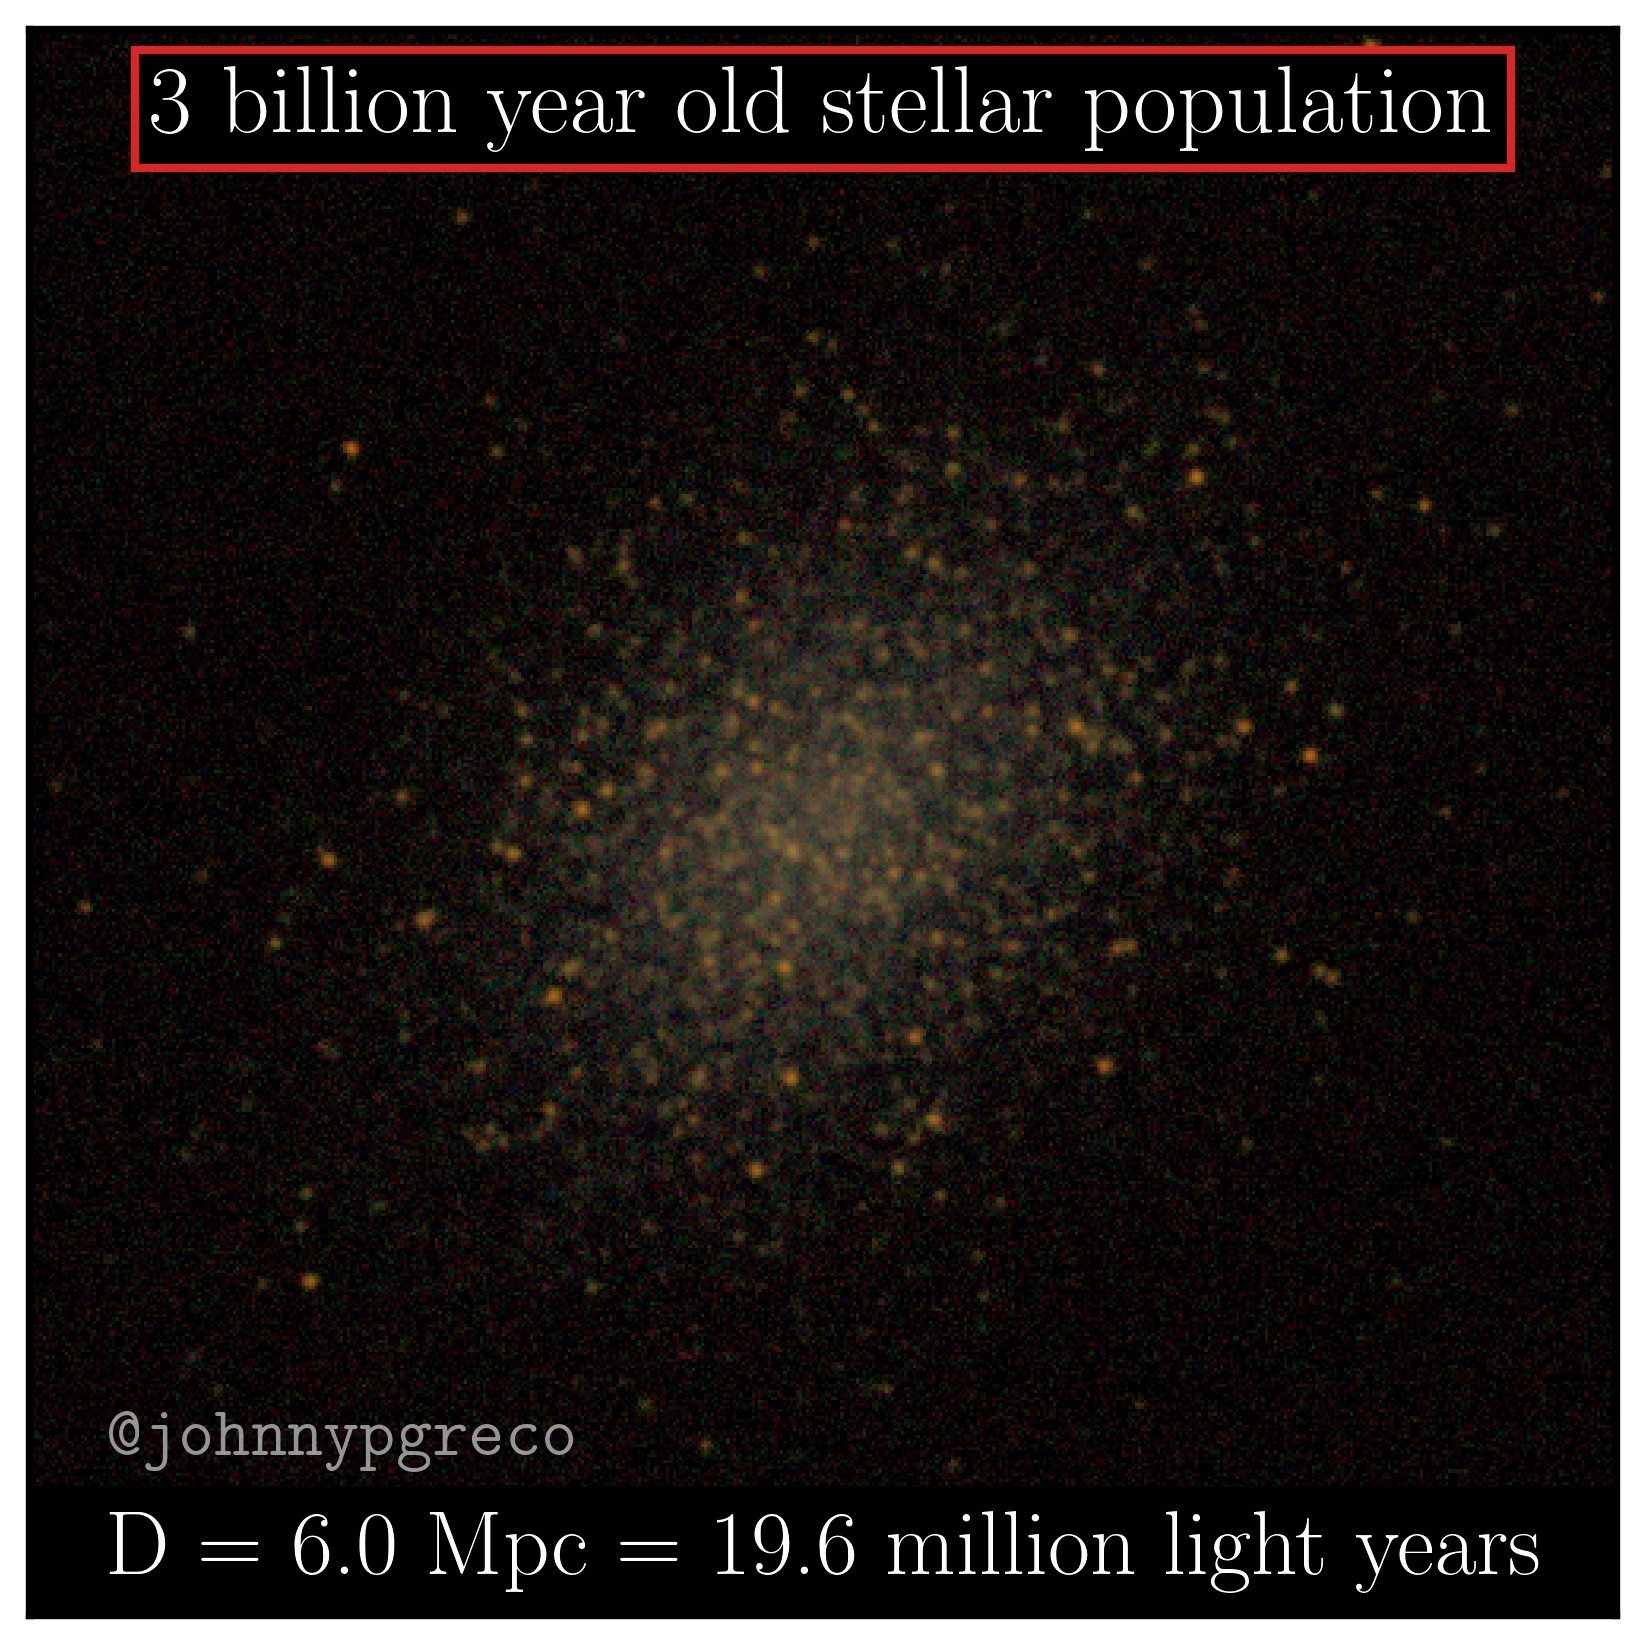 3 billion year old stellar population
@johnnypgreco
D = 6.0 Mpc = 19.6 million light years